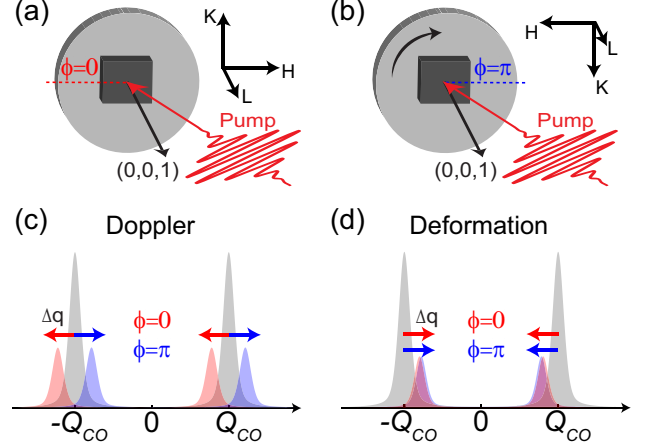 (a)
K
ϕ=0
H
L
Pump
(0,0,1)
(b)
H
L
K
ϕ=π
Pump
(0,0,1)
(c) Doppler
Δq
ϕ=0
ϕ=π
-Q_CO 0 Q_CO
(d) Deformation
Δq
ϕ=0
ϕ=π
-Q_CO 0 Q_CO